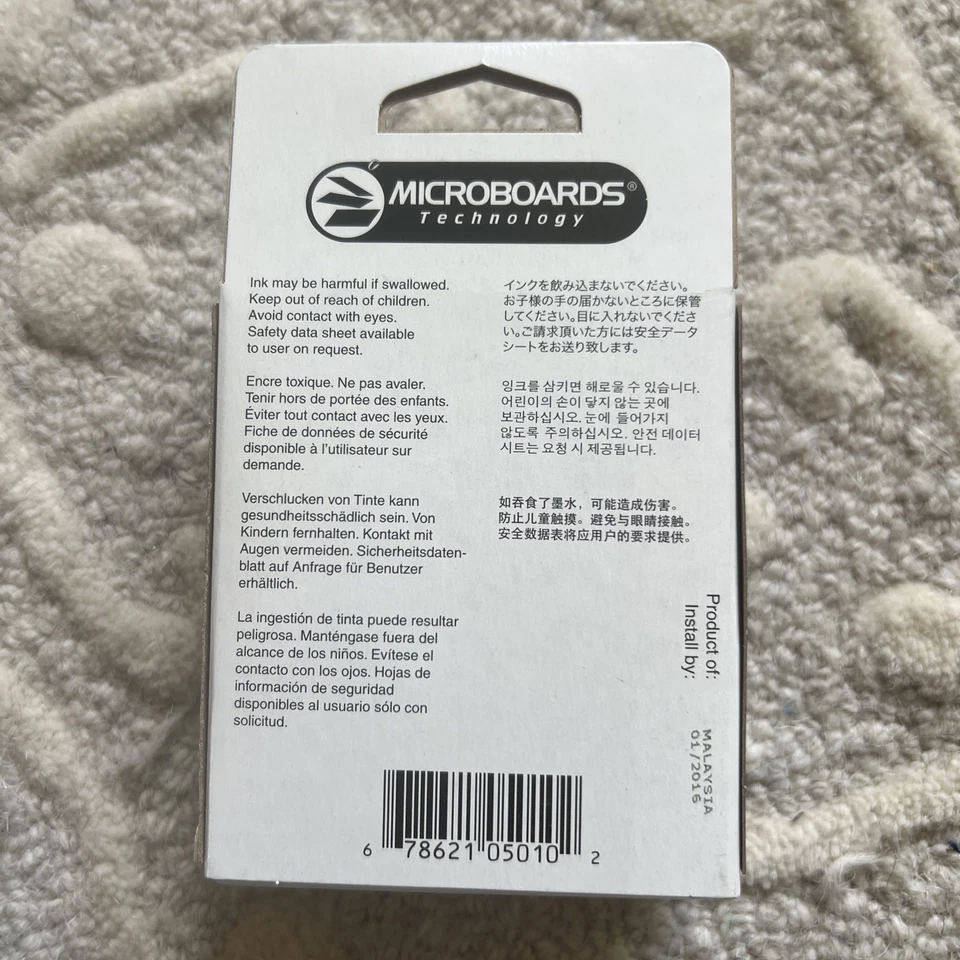 MICROBOARDS®
Technology
Ink may be harmful if swallowed.
Keep out of reach of children.
Avoid contact with eyes.
Safety data sheet available
to user on request.
Encre toxique. Ne pas avaler.
Tenir hors de portée des enfants.
Éviter tout contact avec les yeux.
Fiche de données de sécurité
disponible à l'utilisateur sur
demande.
Verschlucken von Tinte kann
gesundheitsschädlich sein. Von
Kindern fernhalten. Kontakt mit
Augen vermeiden. Sicherheitsdaten-
blatt auf Anfrage für Benutzer
erhältlich.
La ingestión de tinta puede resultar
peligrosa. Manténgase fuera del
alcance de los niños. Evítese el
contacto con los ojos. Hojas de
información de seguridad
disponibles al usuario sólo con
solicitud.
インクを飲み込まないでください。
お子様の手の届かないところに保管
してください。目に入れないでくださ
い。ご請求頂いた方には安全データ
シートをお送り致します。
잉크를 삼키면 해로울 수 있습니다.
어린이의 손이 닿지 않는 곳에
보관하십시오. 눈에 들어가지
않도록 주의하십시오. 안전 데이터
시트는 요청 시 제공됩니다.
如吞食了墨水，可能造成伤害。
防止儿童触摸。避免与眼睛接触。
安全数据表将应用户的要求提供。
Product of: MALAYSIA
Install by: 01/2016
6 78621 05010 2